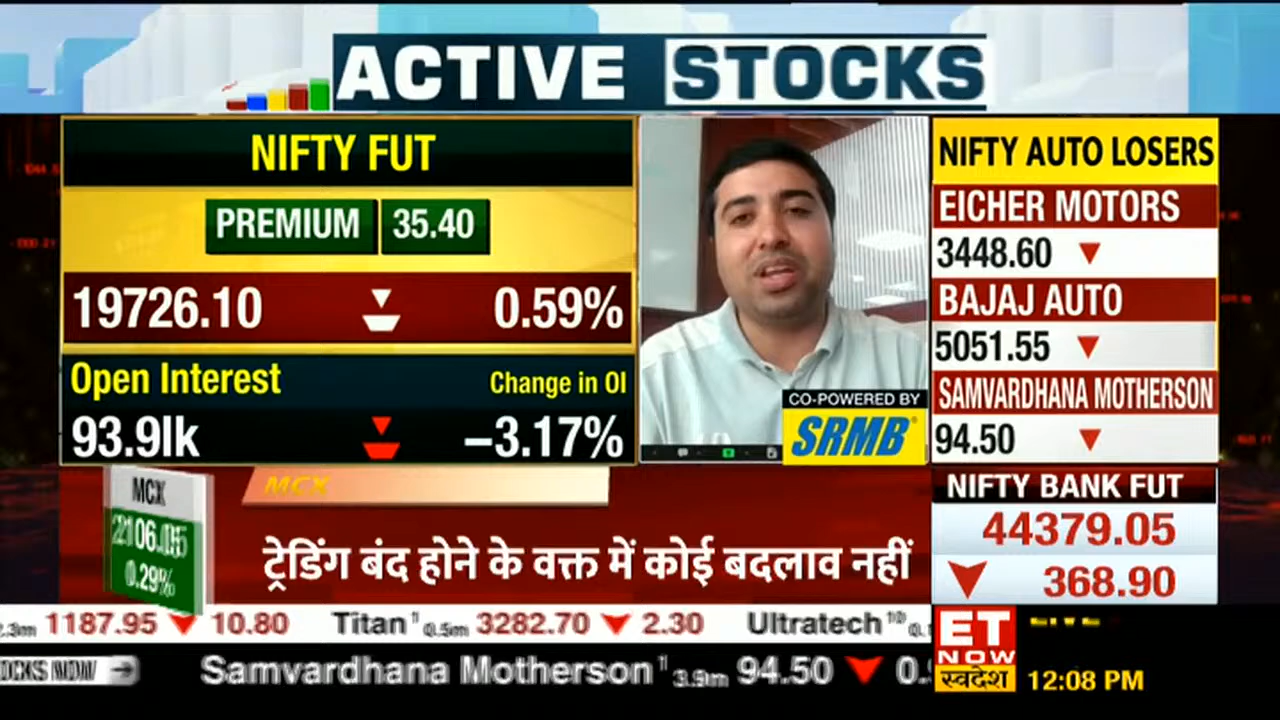 ACTIVE STOCKS
NIFTY FUT
PREMIUM 35.40
19726.10 0.59%
Open Interest Change in OI
93.9lk -3.17%
CO-POWERED BY
SRMB
NIFTY AUTO LOSERS
EICHER MOTORS
3448.60
BAJAJ AUTO
5051.55
SAMVARDHANA MOTHERSON
94.50
NIFTY BANK FUT
44379.05
368.90
MCX
0.29%
MCX
ट्रेडिंग बंद होने के वक्त में कोई बदलाव नहीं
1187.95 10.80 Titan 0.5m 3282.70 2.30 Ultratech
Samvardhana Motherson 3.9m 94.50
ET
NOW
स्वदेश
12:08 PM